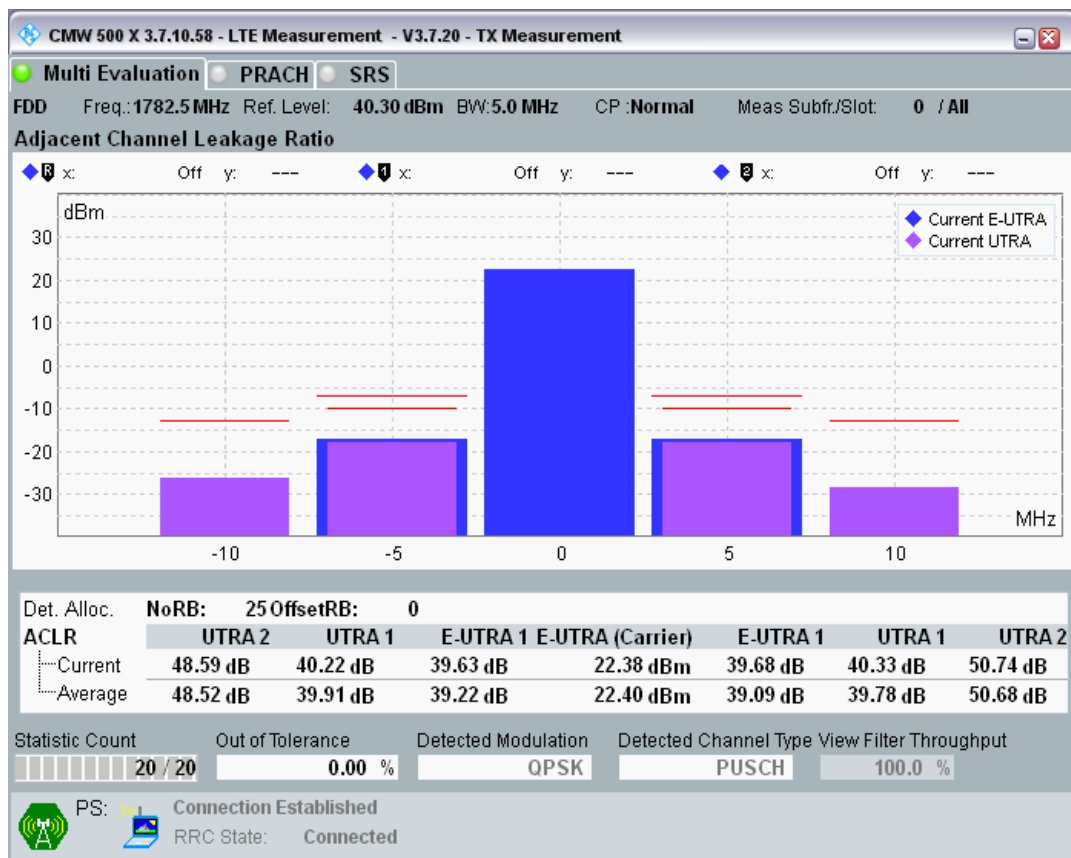 CMW 500 X 3.7.10.58 - LTE Measurement - V3.7.20 - TX Measurement
Multi Evaluation PRACH SRS
FDD Freq.:1782.5 MHz Ref. Level: 40.30 dBm BW:5.0 MHz CP :Normal Meas Subfr./Slot: 0 / All
Adjacent Channel Leakage Ratio
R x: Off y: --- 1 x: Off y: --- 2 x: Off y: ---
dBm
Current E-UTRA
Current UTRA
30
20
10
0
-10
-20
-30
MHz
-10 -5 0 5 10
Det. Alloc. NoRB: 25 OffsetRB: 0
ACLR UTRA 2 UTRA 1 E-UTRA 1 E-UTRA (Carrier) E-UTRA 1 UTRA 1 UTRA 2
Current 48.59 dB 40.22 dB 39.63 dB 22.38 dBm 39.68 dB 40.33 dB 50.74 dB
Average 48.52 dB 39.91 dB 39.22 dB 22.40 dBm 39.09 dB 39.78 dB 50.68 dB
Statistic Count Out of Tolerance Detected Modulation Detected Channel Type View Filter Throughput
20 / 20 0.00 % QPSK PUSCH 100.0 %
PS: Connection Established
RRC State: Connected